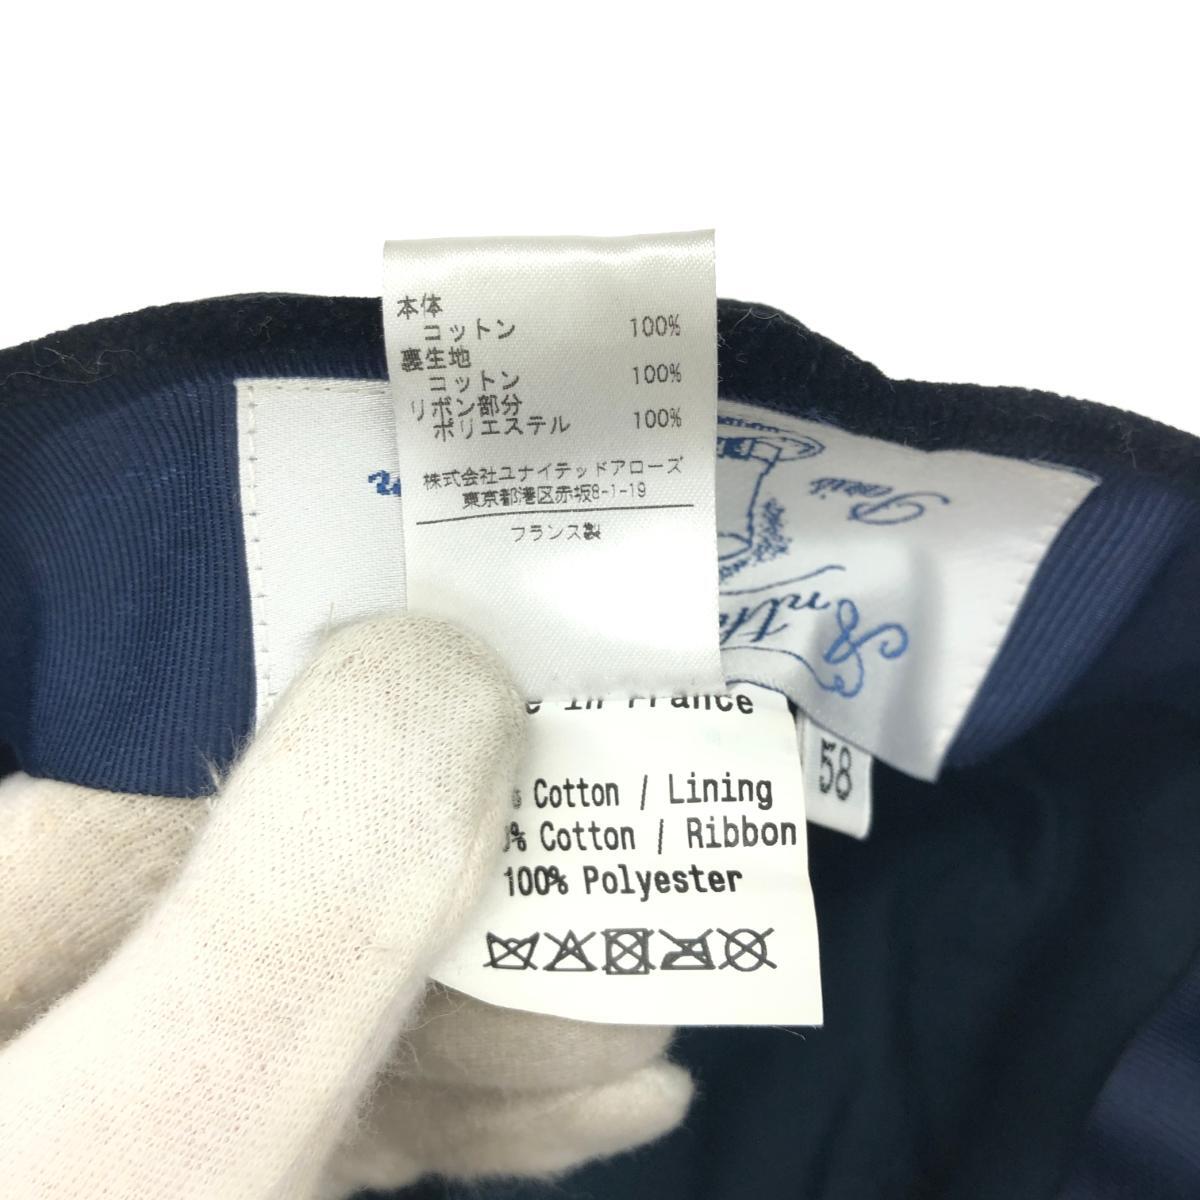 本体
コットン 100%
裏生地
コットン 100%
リボン部分
ポリエステル 100%
株式会社ユナイテッドアローズ
東京都港区赤坂8-1-19
フランス製
Paris
in France
58
Cotton / Lining
% Cotton / Ribbon
100% Polyester